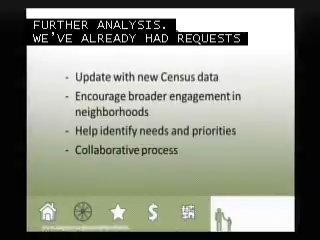 FURTHER ANALYSIS.
WE'VE ALREADY HAD REQUESTS
- Update with new Census data
- Encourage broader engagement in
neighborhoods
- Help identify needs and priorities
- Collaborative process
$